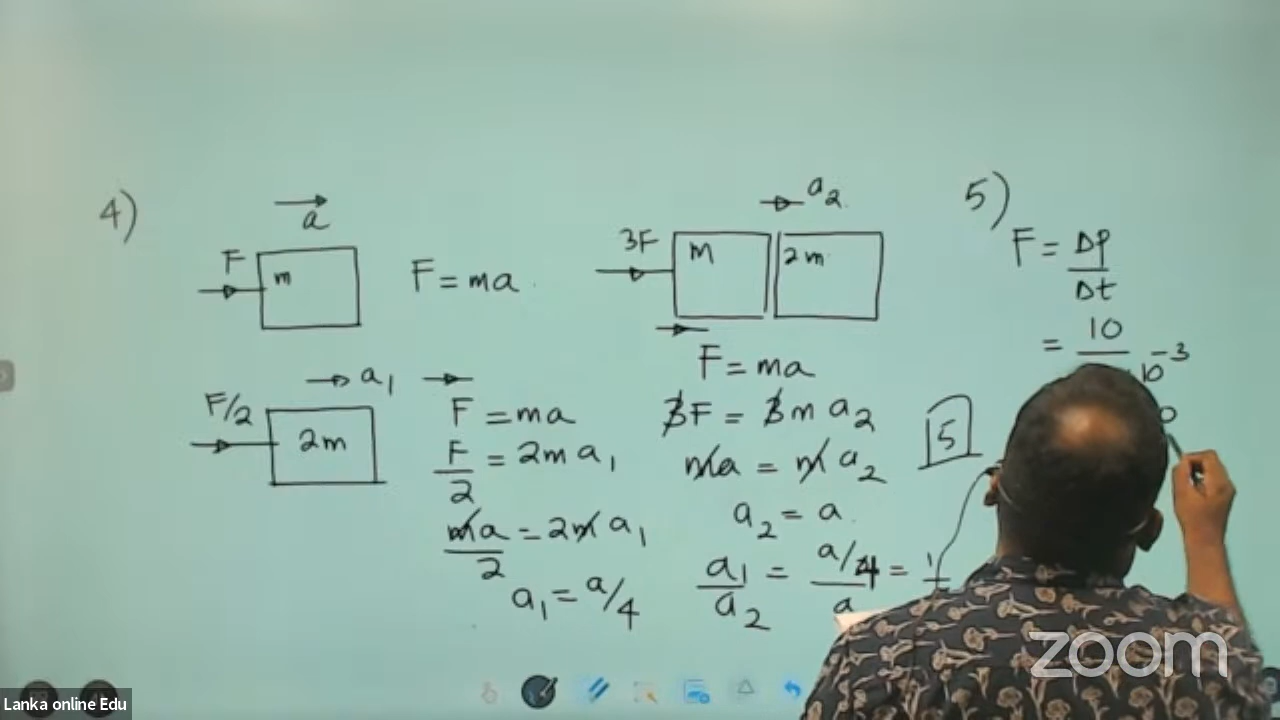 4)
a
F
m
F = ma
F/2
a₁
2m
F = ma
F/2 = 2m a₁
ma/2 = 2m a₁
a₁ = a/4
a₂
3F
M
2m
F = ma
3F = 3m a₂
ma = m a₂
a₂ = a
a₁/a₂ = a/4/a = 1
5
5)
F = Δp/Δt
= 10
10⁻³
0
zoom
Lanka online Edu